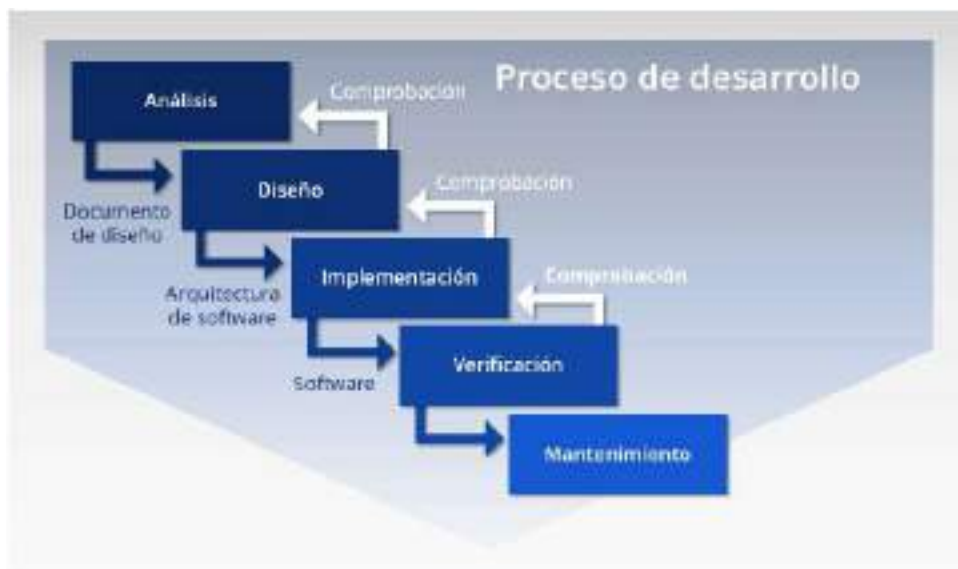 Proceso de desarrollo
Análisis
Comprobación
Diseño
Documento
de diseño
Comprobación
Implementación
Arquitectura
de software
Comprobación
Verificación
Software
Mantenimiento